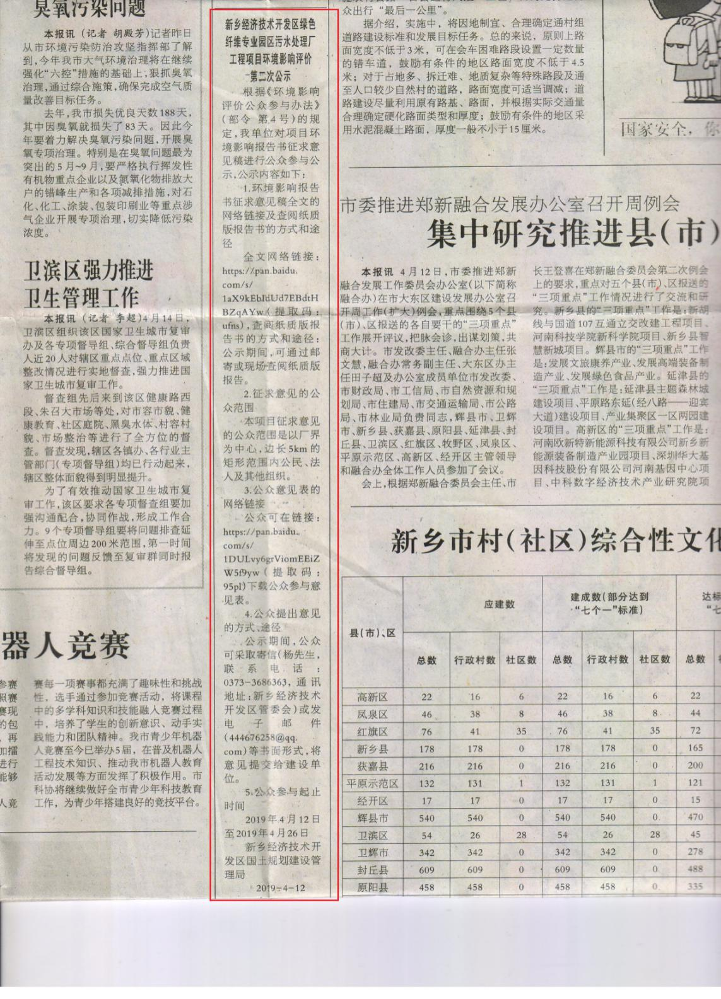 臭氧污染问题
本报讯（记者 胡殿芳）记者昨日
从市环境污染防治攻坚指挥部了解
到，今年我市大气环境治理将在继续
强化“六控”措施的基础上，狠抓臭氧
治理，通过综合施策，确保完成空气质
量改善目标任务。
去年，我市损失优良天数188天，
其中因臭氧就损失了83天。因此今
年要着力解决臭氧污染问题，开展臭
氧专项治理。特别是在臭氧问题最为
突出的5月~9月，要严格执行挥发性
有机物重点企业以及氮氧化物排放大
户的错峰生产和各项减排措施，对石
化、化工、涂装、包装印刷业等重点涉
气企业开展专项治理，切实降低污染
浓度。
卫滨区强力推进
卫生管理工作
本报讯（记者 李超）4月14日，
卫滨区组织该区国家卫生城市复审
办及各专项督导组、综合督导组负责
人近20人对辖区重点点位、重点区域
整改情况进行实地督查，强力推进国
家卫生城市复审工作。
督查组先后来到该区健康路西
段、朱召大市场等处，对市容市貌、健
康教育、社区庭院、黑臭水体、村容村
貌、市场整治等进行了全方位的督
查。督查发现，辖区各镇办、各行业主
管部门（专项督导组）均已行动起来，
辖区整体面貌得到明显提升。
为了有效推动国家卫生城市复
审工作，该区要求各专项督查组要加
强沟通配合，协同作战，形成工作合
力。9个专项督导组要将问题排查延
伸至点位周边200米范围，第一时间
将发现的问题反馈至复审群同时报
告综合督导组。
器人竞赛
参赛
照赛
赛现
的包
，再
加擂
进行
能够
人竞
赛每一项赛事都充满了趣味性和挑战
性，选手通过参加竞赛活动，将课程
中的多学科知识和技能融入竞赛过程
中，培养了学生的创新意识、动手实
践能力和团队精神。我市青少年机器
人竞赛至今已举办5届，在普及机器人
工程技术知识、推动我市机器人教育
活动发展等方面发挥了积极作用。市
科协将继续做好全市青少年科技教育
工作，为青少年搭建良好的竞技平台。
新乡经济技术开发区绿色
纤维专业园区污水处理厂
工程项目环境影响评价
第二次公示
根据《环境影响
评价公众参与办法》
（部令 第4号）的规
定，我单位对项目环
境影响报告书征求意
见稿进行公众参与公
示，公示内容如下：
1.环境影响报告
书征求意见稿全文的
网络链接及查阅纸质
版报告书的方式和途
径
全文网络链接：
https://pan.baidu.
com/s/
1aX9kEbIdUd7EBdtH
BZqAYw（提取码：
ufns），查阅纸质版报
告书的方式和途径：
公示期间，可通过邮
寄或现场查阅纸质版
报告。
2.征求意见的公
众范围
本项目征求意见
的公众范围是以厂界
为中心，边长5km的
矩形范围内公民、法
人及其他组织。
3.公众意见表的
网络链接
公众可在链接：
https://pan.baidu.
com/s/
1DULvy6grViomEEiZ
W5f9yw（提取码：
95pl）下载公众参与意
见表。
4.公众提出意见
的方式、途径
公示期间，公众
可采取寄信（杨先生，
联系电话：
0373-3686363，通讯
地址：新乡经济技术
开发区管委会）或发
电子邮件
（444676258@qq.
com）等书面形式，将
意见提交给建设单
位。
5.公众参与起止
时间
2019年4月12日
至2019年4月26日
新乡经济技术开
发区国土规划建设管
理局
2019-4-12
众出行“最后一公里”。
据介绍，实施中，将因地制宜、合理确定通村组
道路建设标准和发展目标任务。总的来说，原则上路
面宽度不低于3米，可在会车困难路段设置一定数量
的错车道，鼓励有条件的地区路面宽度不低于4.5
米；对于占地多、拆迁难、地质复杂等特殊路段及通
至人口较少自然村的道路，路面宽度可适当调减；道
路建设尽量利用原有路基、路面，并根据实际交通量
合理确定硬化路面类型和厚度；鼓励有条件的地区采
用水泥混凝土路面，厚度一般不小于15厘米。
国家安全，你
市委推进郑新融合发展办公室召开周例会
集中研究推进县（市）
本报讯 4月12日，市委推进郑新
融合发展工作委员会办公室（以下简称
融合办）在市大东区建设发展办公室召
开周工作（扩大）例会，重点围绕5个县
（市）、区报送的各自要干的“三项重点”
工作展开评议，把脉会诊，出谋划策，共
商大计。市发改委主任、融合办主任张
文慧，融合办常务副主任、大东区办主
任田子超及办公室成员单位市发改委、
市财政局、市工信局、市自然资源和规
划局、市住建局、市交通运输局、市公路
局、市林业局负责同志，辉县市、卫辉
市、新乡县、获嘉县、原阳县、延津县、封
丘县、卫滨区、红旗区、牧野区、凤泉区、
平原示范区、高新区、经开区主管领导
和融合办全体工作人员参加了会议。
会上，根据郑新融合委员会主任、市
长王登喜在郑新融合委员会第二次例会
上的要求，重点对五个县（市）、区报送的
“三项重点”工作情况进行了交流和研
究。新乡县的“三项重点”工作是：新胡
线与国道107互通立交改建工程项目、
河南科技学院新科学院项目、新乡县智
慧新城项目。辉县市的“三项重点”工作
是：发展文旅康养产业、发展高端装备制
造产业、发展绿色食品产业。延津县的
“三项重点”工作是：延津县主题森林城
建设项目、平原路东延（经八路——迎宾
大道）建设项目、产业集聚区一区两园建
设项目。高新区的“三项重点”工作是：
河南欧新特新能源科技有限公司新乡新
能源装备制造产业园项目、深圳华大基
因科技股份有限公司河南基因中心项
目、中科数字经济技术产业研究院项
新乡市村（社区）综合性文化
县（市）、区 应建数 建成数（部分达到“七个一”标准） 达标 “七
总数 行政村数 社区数 总数 行政村数 社区数 总数
高新区 22 16 6 22 16 6 22
凤泉区 46 38 8 46 38 8 44
红旗区 76 41 35 76 41 35 72
新乡县 178 178 0 178 178 0 165
获嘉县 216 216 0 216 216 0 200
平原示范区 132 131 1 132 131 1 121
经开区 17 17 0 17 17 0 15
辉县市 540 540 0 540 540 0 470
卫滨区 54 26 28 54 26 28 45
卫辉市 342 342 0 342 342 0 278
封丘县 609 609 0 609 609 0 488
原阳县 458 458 0 458 458 0 335